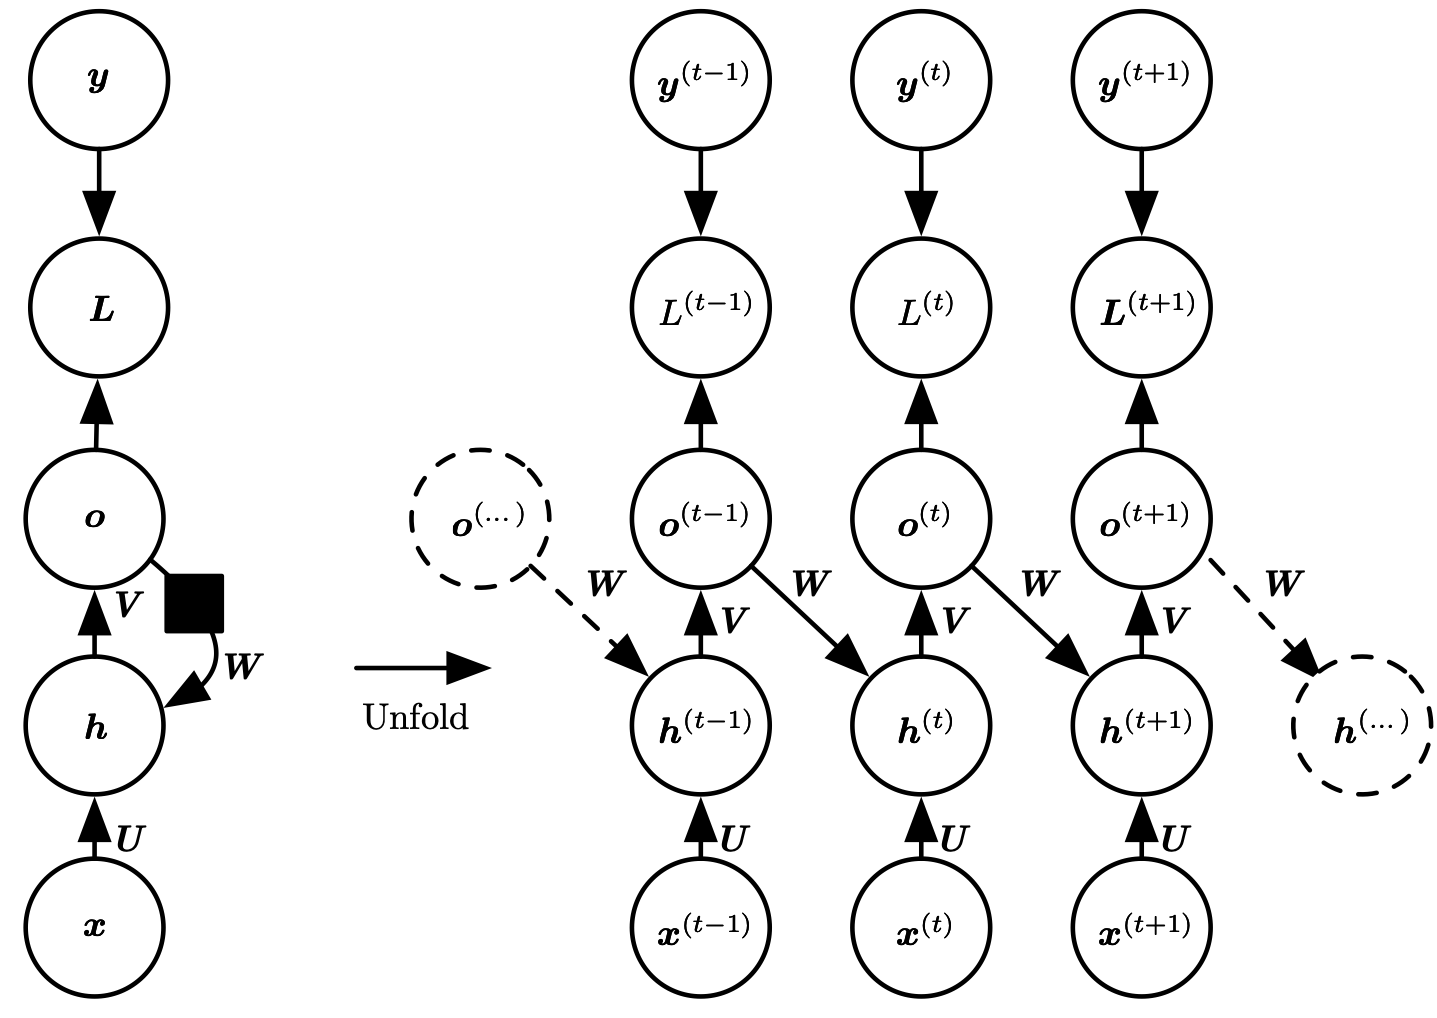 y y^(t−1) y^(t) y^(t+1)
L L^(t−1) L^(t) L^(t+1)
o o^(...) o^(t−1) o^(t) o^(t+1)
W W W W
V V V V
W
Unfold
h h^(t−1) h^(t) h^(t+1) h^(...)
U U U U
x x^(t−1) x^(t) x^(t+1)